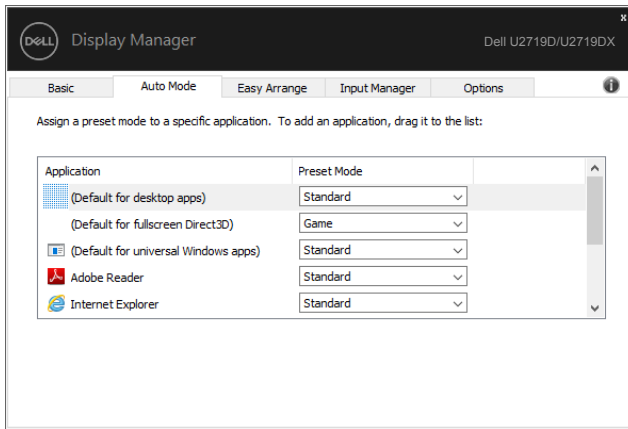 x
DELL Display Manager Dell U2719D/U2719DX
Basic Auto Mode Easy Arrange Input Manager Options i
Assign a preset mode to a specific application. To add an application, drag it to the list:
Application Preset Mode
(Default for desktop apps) Standard
(Default for fullscreen Direct3D) Game
(Default for universal Windows apps) Standard
Adobe Reader Standard
Internet Explorer Standard